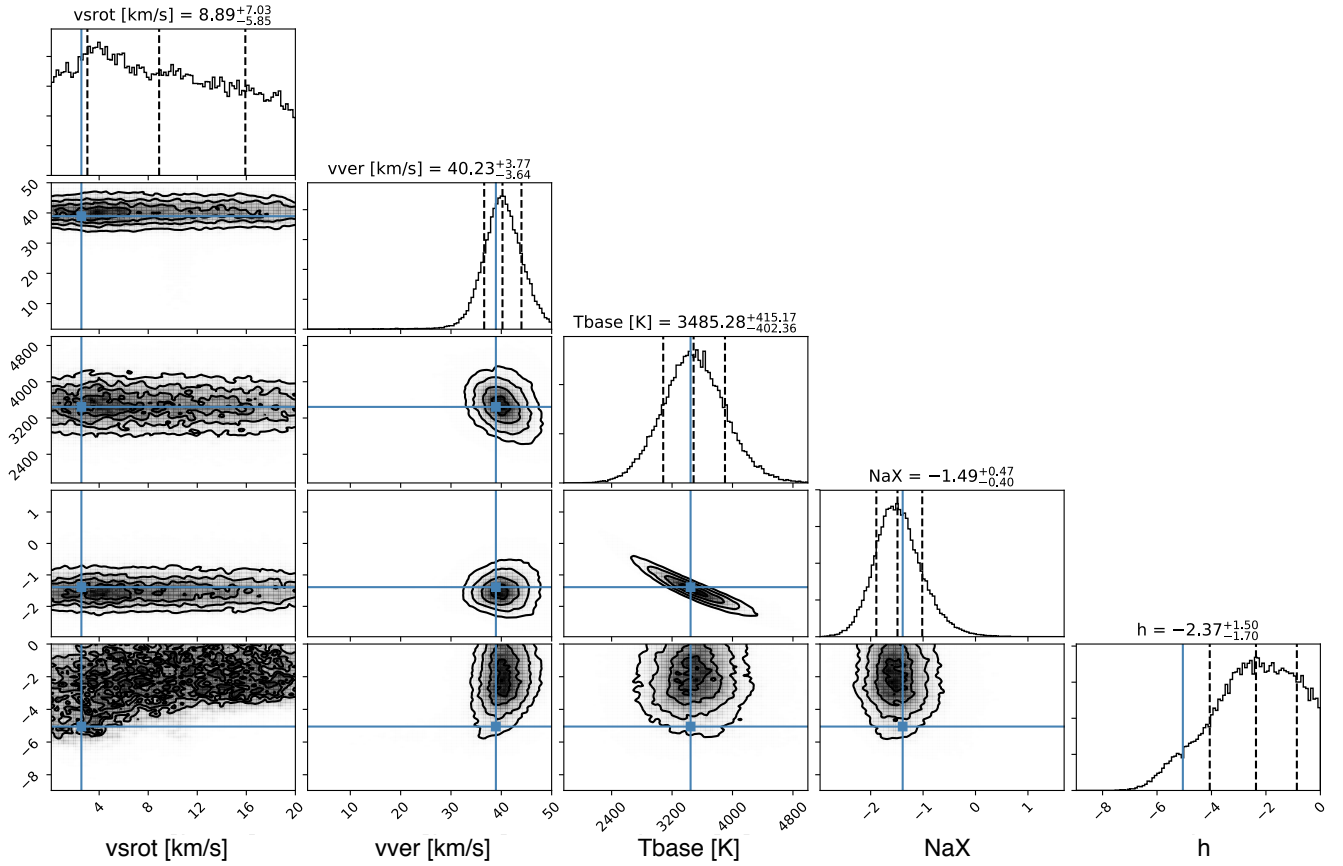 vsrot [km/s] = 8.89+7.03 −5.85
vver [km/s] = 40.23+3.77 −3.64
50
40
30
20
10
Tbase [K] = 3485.28+415.17 −402.36
4800
4000
3200
2400
NaX = −1.49+0.47 −0.40
1
0
−1
−2
h = −2.37+1.50 −1.70
0
−2
−4
−6
−8
4 8 12 16 20
10 20 30 40 50
2400 3200 4000 4800
−2 −1 0 1
−8 −6 −4 −2 0
vsrot [km/s] vver [km/s] Tbase [K] NaX h